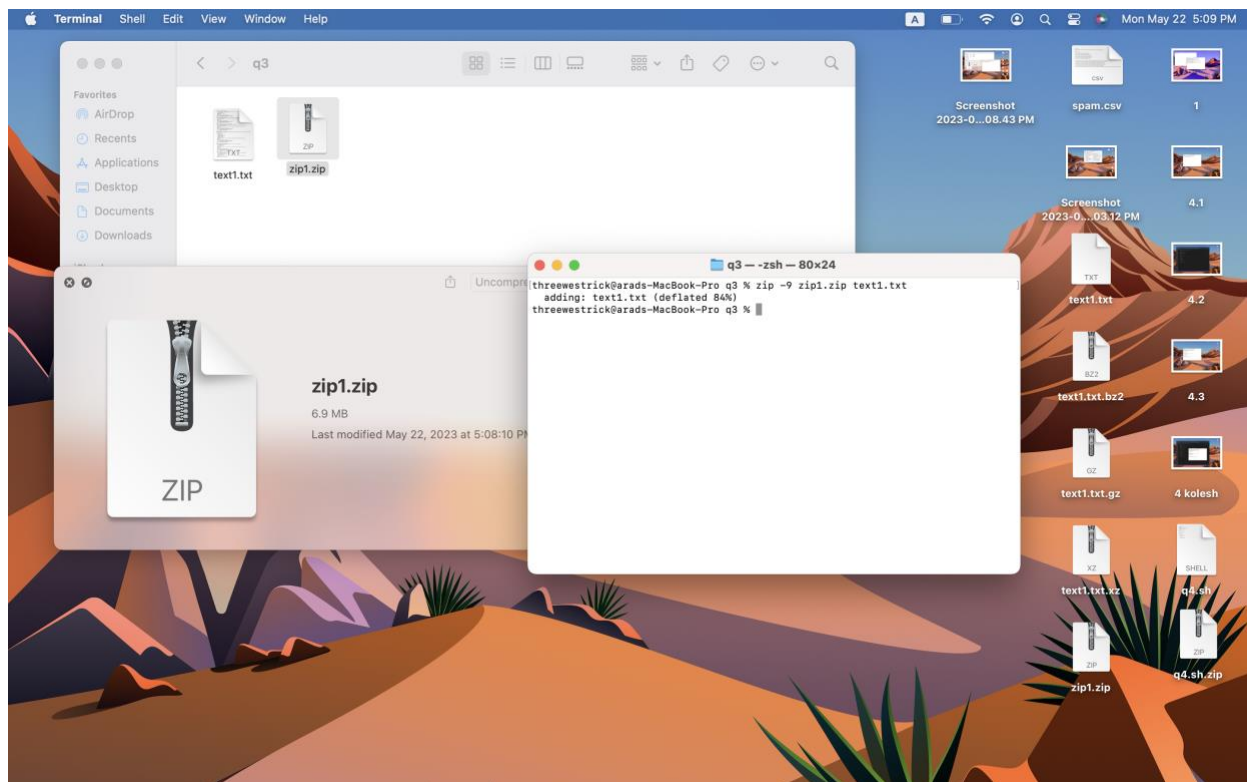 Terminal Shell Edit View Window Help
A
Mon May 22 5:09 PM
q3
Favorites
AirDrop
Recents
Applications
Desktop
Documents
Downloads
TXT
text1.txt
ZIP
zip1.zip
Uncompre
ZIP
zip1.zip
6.9 MB
Last modified May 22, 2023 at 5:08:10 PM
q3 — -zsh — 80×24
threewestrick@arads-MacBook-Pro q3 % zip -9 zip1.zip text1.txt
adding: text1.txt (deflated 84%)
threewestrick@arads-MacBook-Pro q3 %
Screenshot
2023-0...08.43 PM
CSV
spam.csv
1
Screenshot
2023-0....03.12 PM
4.1
TXT
text1.txt
4.2
BZ2
text1.txt.bz2
4.3
GZ
text1.txt.gz
4 kolesh
XZ
text1.txt.xz
SHELL
q4.sh
ZIP
zip1.zip
ZIP
q4.sh.zip